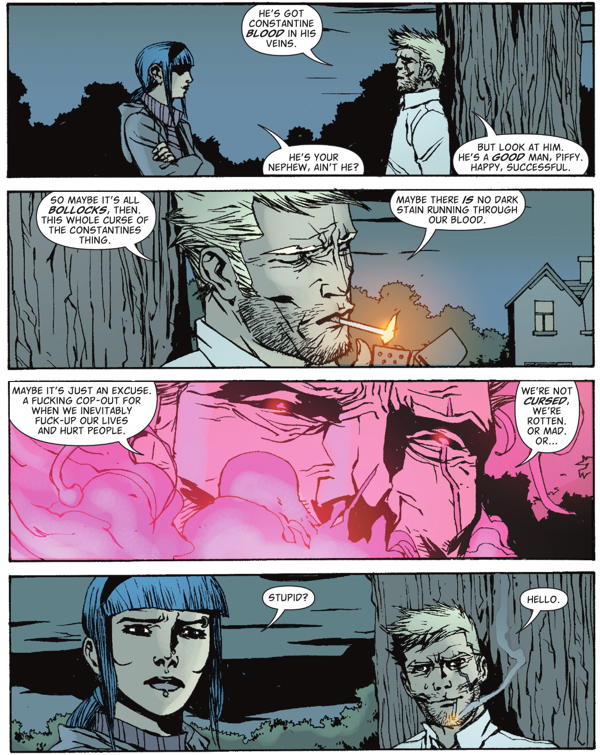 HE'S GOT
CONSTANTINE
BLOOD IN HIS
VEINS.
HE'S YOUR
NEPHEW, AIN'T HE?
BUT LOOK AT HIM.
HE'S A GOOD MAN, PIFFY.
HAPPY, SUCCESSFUL.
SO MAYBE IT'S ALL
BOLLOCKS, THEN.
THIS WHOLE CURSE OF
THE CONSTANTINES
THING.
MAYBE THERE IS NO DARK
STAIN RUNNING THROUGH
OUR BLOOD.
MAYBE IT'S JUST AN EXCUSE.
A FUCKING COP-OUT FOR
WHEN WE INEVITABLY
FUCK-UP OUR LIVES
AND HURT PEOPLE.
WE'RE NOT
CURSED.
WE'RE
ROTTEN.
OR MAD.
OR...
STUPID?
HELLO.